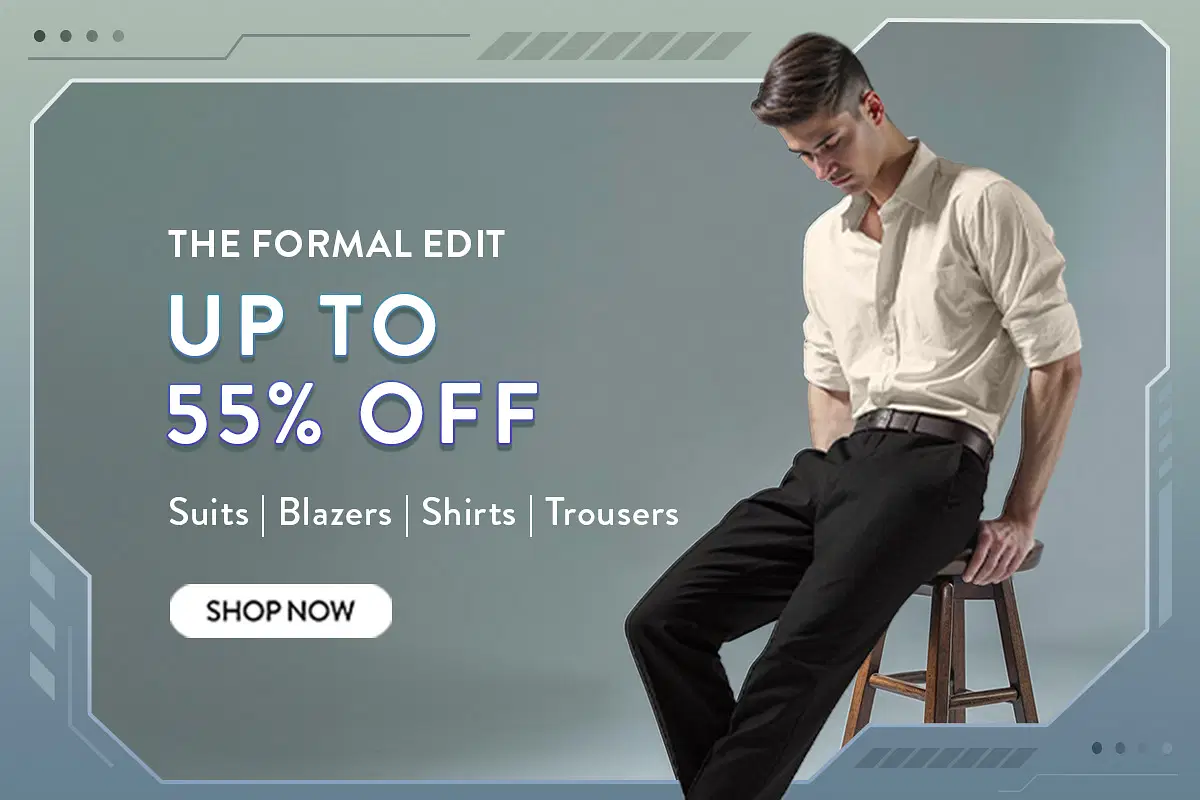 THE FORMAL EDIT
UP TO
55% OFF
Suits | Blazers | Shirts | Trousers
SHOP NOW